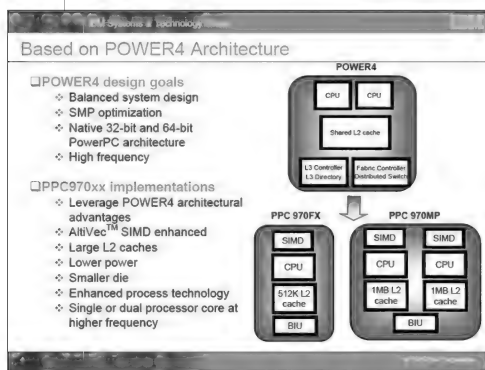 IBM Systems & Technology Group
Based on POWER4 Architecture
POWER4 design goals
Balanced system design
SMP optimization
Native 32-bit and 64-bit
PowerPC architecture
High frequency
PPC970xx implementations
Leverage POWER4 architectural
advantages
AltiVec™ SIMD enhanced
Large L2 caches
Lower power
Smaller die
Enhanced process technology
Single or dual processor core at
higher frequency
POWER4
CPU CPU
Shared L2 cache
L3 Controller
L3 Directory
Fabric Controller
Distributed Switch
PPC 970FX
SIMD
CPU
512K L2
cache
BIU
PPC 970MP
SIMD SIMD
CPU CPU
1MB L2
cache
1MB L2
cache
BIU